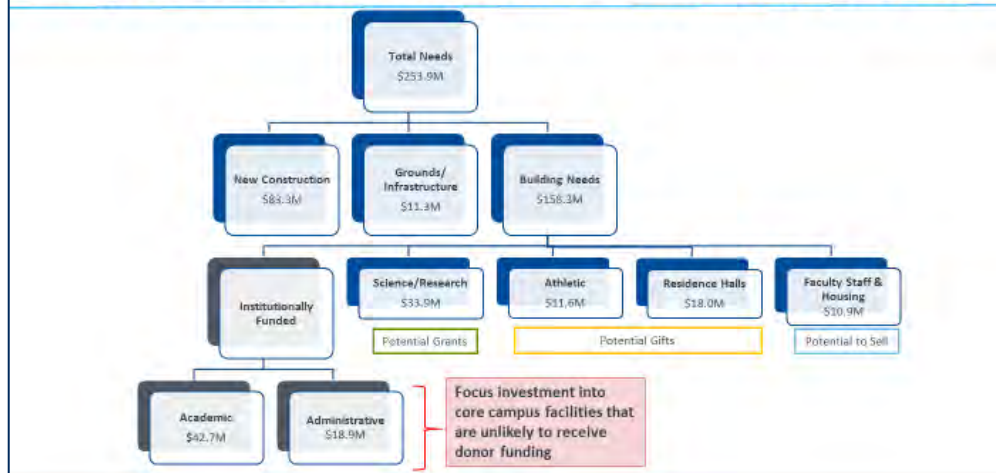 Total Needs
$253.9M
New Construction
$83.3M
Grounds/
Infrastructure
$11.3M
Building Needs
$158.3M
Institutionally
Funded
Science/Research
$33.9M
Athletic
$11.6M
Residence Halls
$18.0M
Faculty Staff &
Housing
$10.9M
Potential Grants
Potential Gifts
Potential to Sell
Academic
$42.7M
Administrative
$18.9M
Focus investment into
core campus facilities that
are unlikely to receive
donor funding